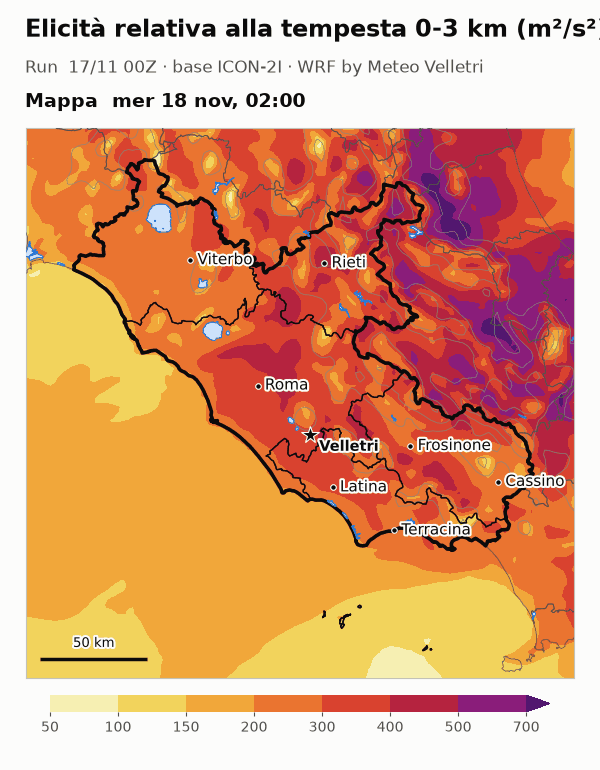 Elicità relativa alla tempesta 0-3 km (m²/s²)
Run 17/11 00Z · base ICON-2I · WRF by Meteo Velletri
Mappa mer 18 nov, 02:00
Viterbo
Rieti
Roma
Velletri
Frosinone
Latina
Cassino
Terracina
50 km
50 100 150 200 300 400 500 700